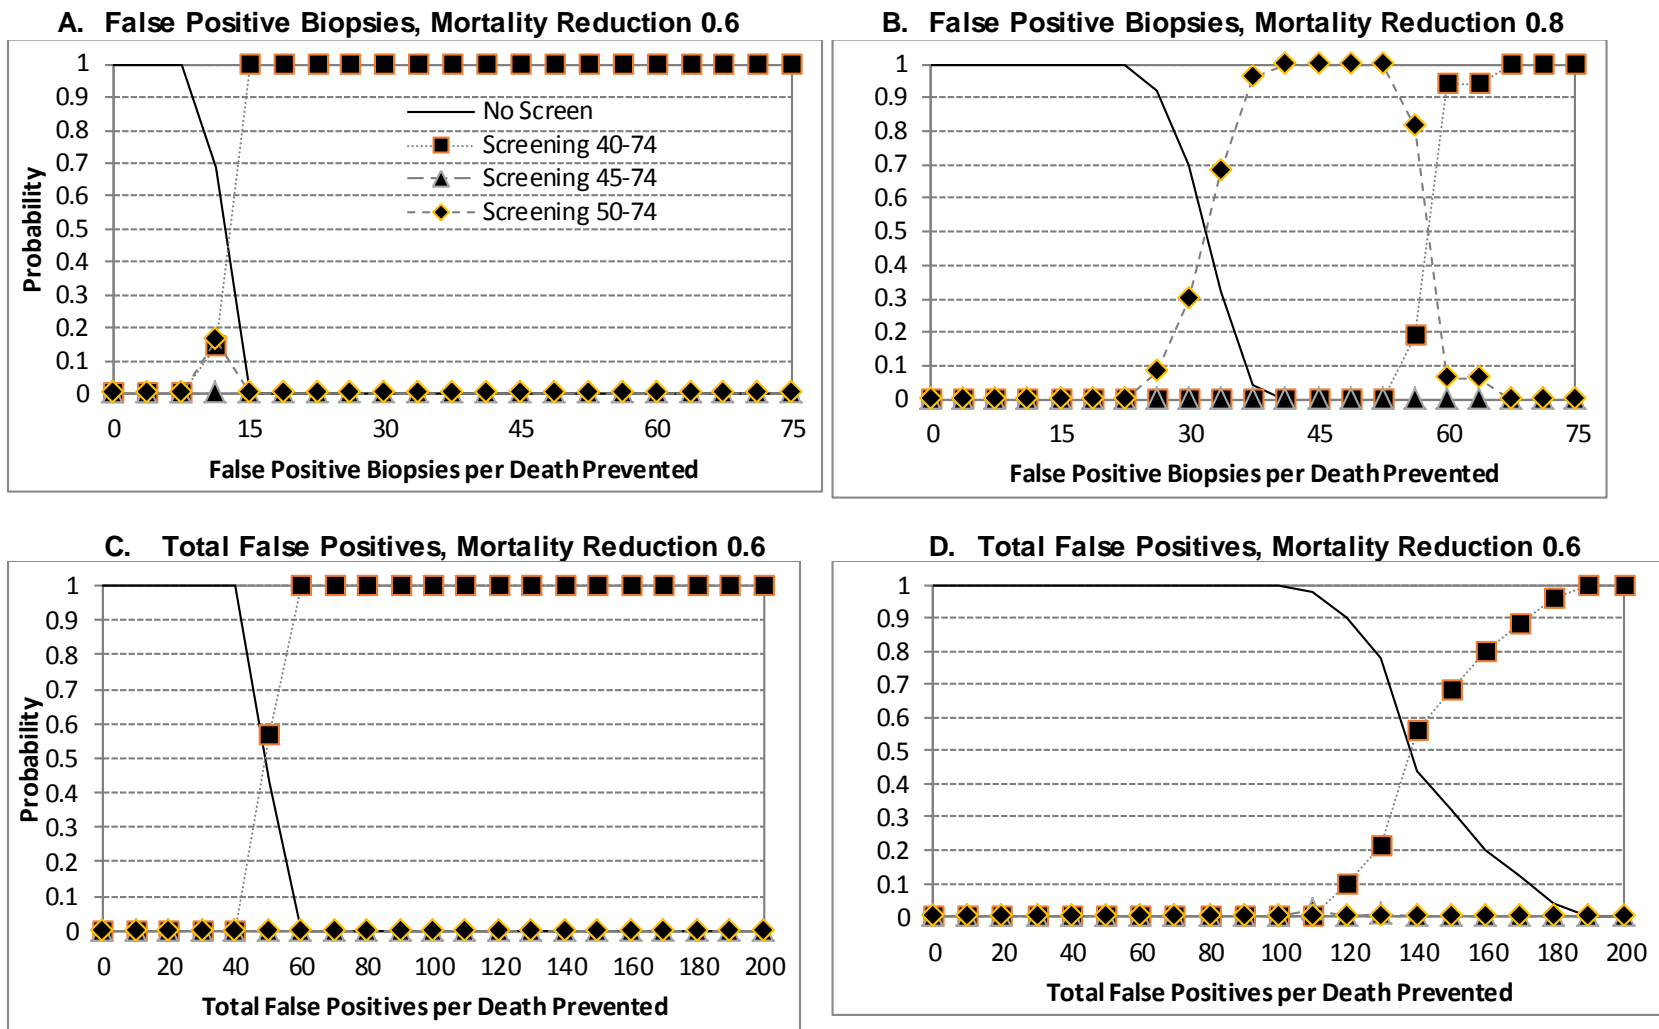 A. False Positive Biopsies, Mortality Reduction 0.6
1
0.9
0.8
0.7
0.6
0.5
0.4
0.3
0.2
0.1
0
Probability
No Screen
Screening 40-74
Screening 45-74
Screening 50-74
0 15 30 45 60 75
False Positive Biopsies per Death Prevented
B. False Positive Biopsies, Mortality Reduction 0.8
1
0.9
0.8
0.7
0.6
0.5
0.4
0.3
0.2
0.1
0
0 15 30 45 60 75
False Positive Biopsies per Death Prevented
C. Total False Positives, Mortality Reduction 0.6
1
0.9
0.8
0.7
0.6
0.5
0.4
0.3
0.2
0.1
0
Probability
0 20 40 60 80 100 120 140 160 180 200
Total False Positives per Death Prevented
D. Total False Positives, Mortality Reduction 0.6
1
0.9
0.8
0.7
0.6
0.5
0.4
0.3
0.2
0.1
0
0 20 40 60 80 100 120 140 160 180 200
Total False Positives per Death Prevented